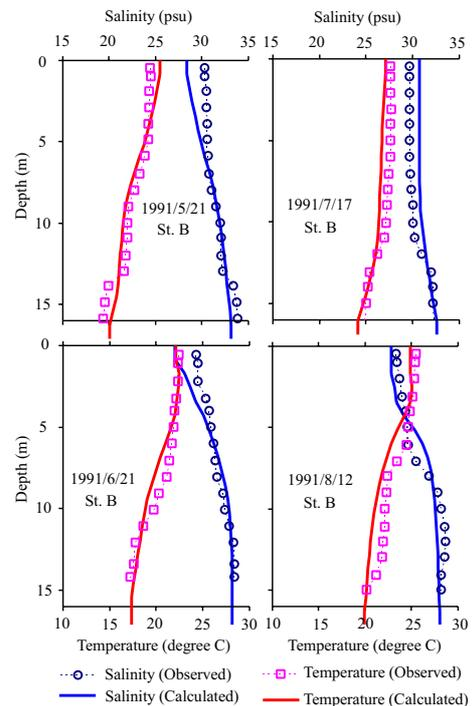 Salinity (psu) Salinity (psu)
15 20 25 30 35 15 20 25 30 35
0
5
10
15
Depth (m)
1991/5/21
St. B
1991/7/17
St. B
0
5
10
15
Depth (m)
1991/6/21
St. B
1991/8/12
St. B
10 15 20 25 30 10 15 20 25 30
Temperature (degree C) Temperature (degree C)
Salinity (Observed) Temperature (Observed)
Salinity (Calculated) Temperature (Calculated)